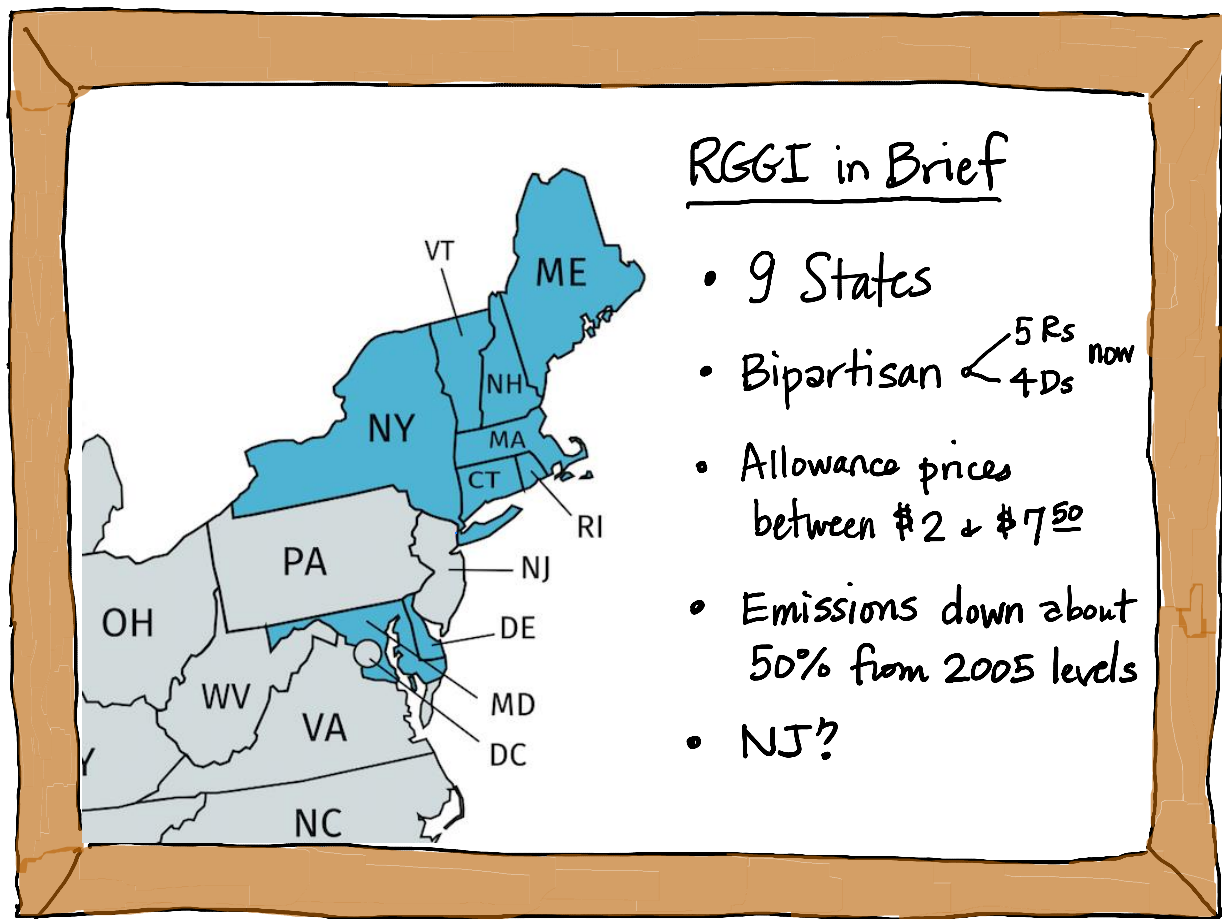 RGGI in Brief
• 9 States
• Bipartisan
5 Rs
4 Ds
now
• Allowance prices
between $2 & $7 50
• Emissions down about
50% from 2005 levels
• NJ?
VT
ME
NH
NY
MA
CT
RI
PA
NJ
OH
DE
WV
MD
VA
DC
Y
NC